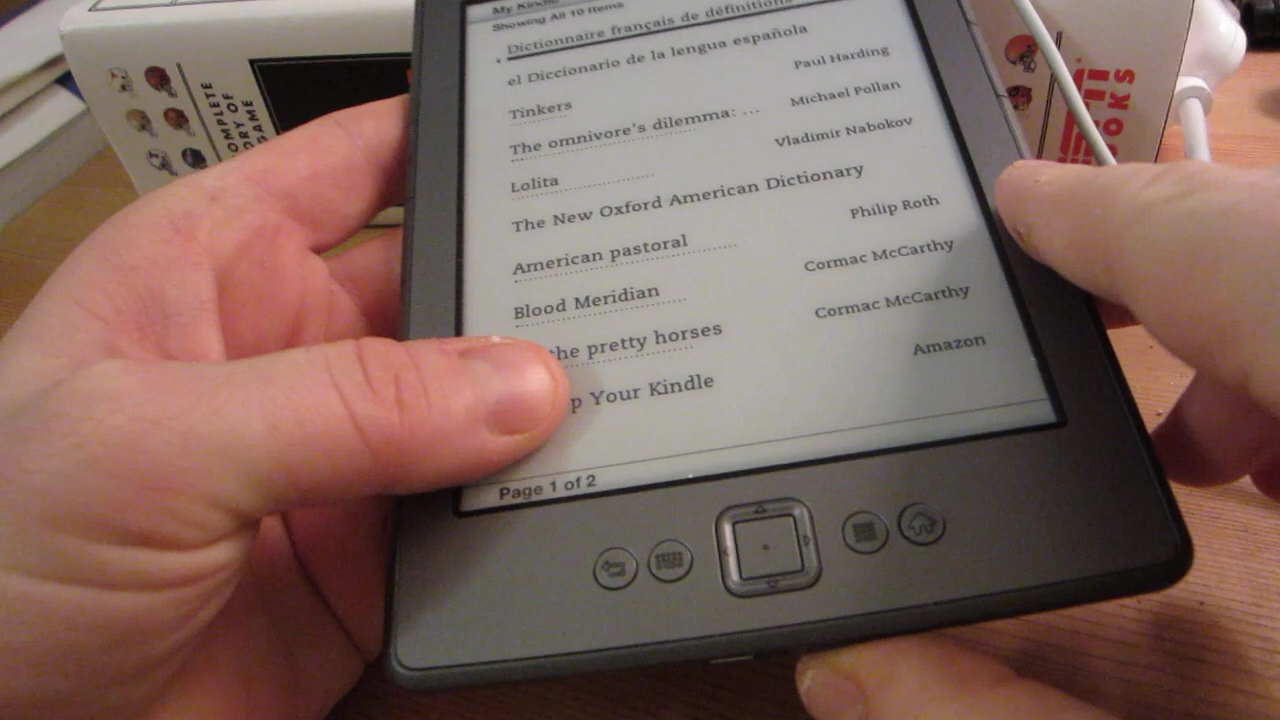 My Kindle
Showing All 10 Items
Dictionnaire français de définitions
el Diccionario de la lengua española
Tinkers Paul Harding
The omnivore's dilemma: ... Michael Pollan
Lolita Vladimir Nabokov
The New Oxford American Dictionary
American pastoral Philip Roth
Blood Meridian Cormac McCarthy
the pretty horses Cormac McCarthy
p Your Kindle Amazon
Page 1 of 2